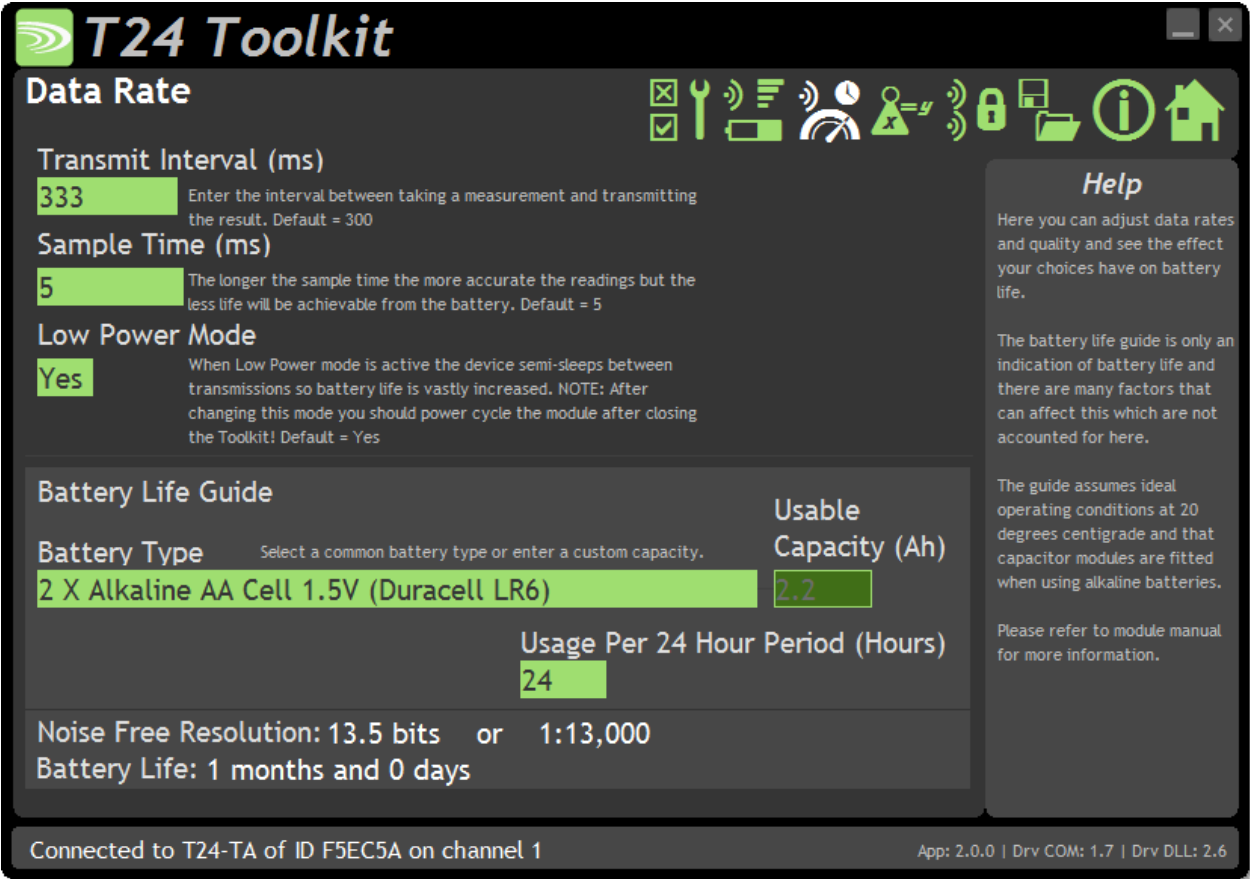 T24 Toolkit
Data Rate
x=y
Transmit Interval (ms)
333
Enter the interval between taking a measurement and transmitting
the result. Default = 300
Sample Time (ms)
5
The longer the sample time the more accurate the readings but the
less life will be achievable from the battery. Default = 5
Low Power Mode
Yes
When Low Power mode is active the device semi-sleeps between
transmissions so battery life is vastly increased. NOTE: After
changing this mode you should power cycle the module after closing
the Toolkit! Default = Yes
Battery Life Guide
Battery Type
Select a common battery type or enter a custom capacity.
2 X Alkaline AA Cell 1.5V (Duracell LR6)
Usable
Capacity (Ah)
2.2
Usage Per 24 Hour Period (Hours)
24
Noise Free Resolution: 13.5 bits or 1:13,000
Battery Life: 1 months and 0 days
Help
Here you can adjust data rates
and quality and see the effect
your choices have on battery
life.
The battery life guide is only an
indication of battery life and
there are many factors that
can affect this which are not
accounted for here.
The guide assumes ideal
operating conditions at 20
degrees centigrade and that
capacitor modules are fitted
when using alkaline batteries.
Please refer to module manual
for more information.
Connected to T24-TA of ID F5EC5A on channel 1
App: 2.0.0 | Drv COM: 1.7 | Drv DLL: 2.6